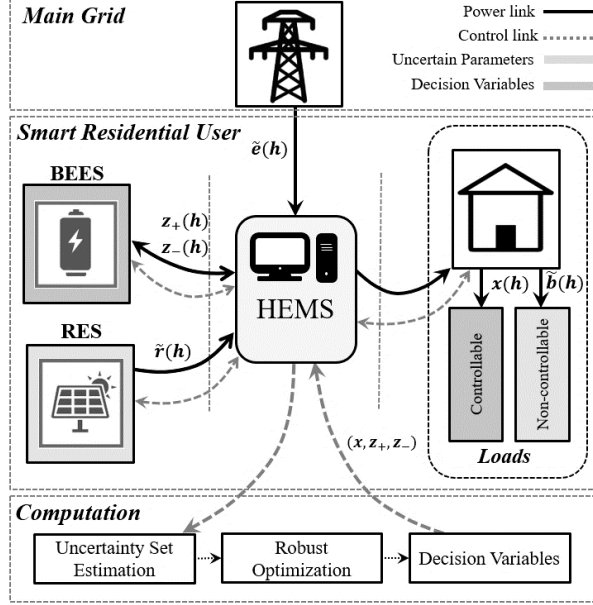 Main Grid
Power link
Control link
Uncertain Parameters
Decision Variables
Smart Residential User
ẽ(h)
BEES
z₊(h)
z₋(h)
HEMS
x(h)
b̃(h)
RES
r̃(h)
Controllable
Non-controllable
(x, z₊, z₋)
Loads
Computation
Uncertainty Set
Estimation
Robust
Optimization
Decision Variables